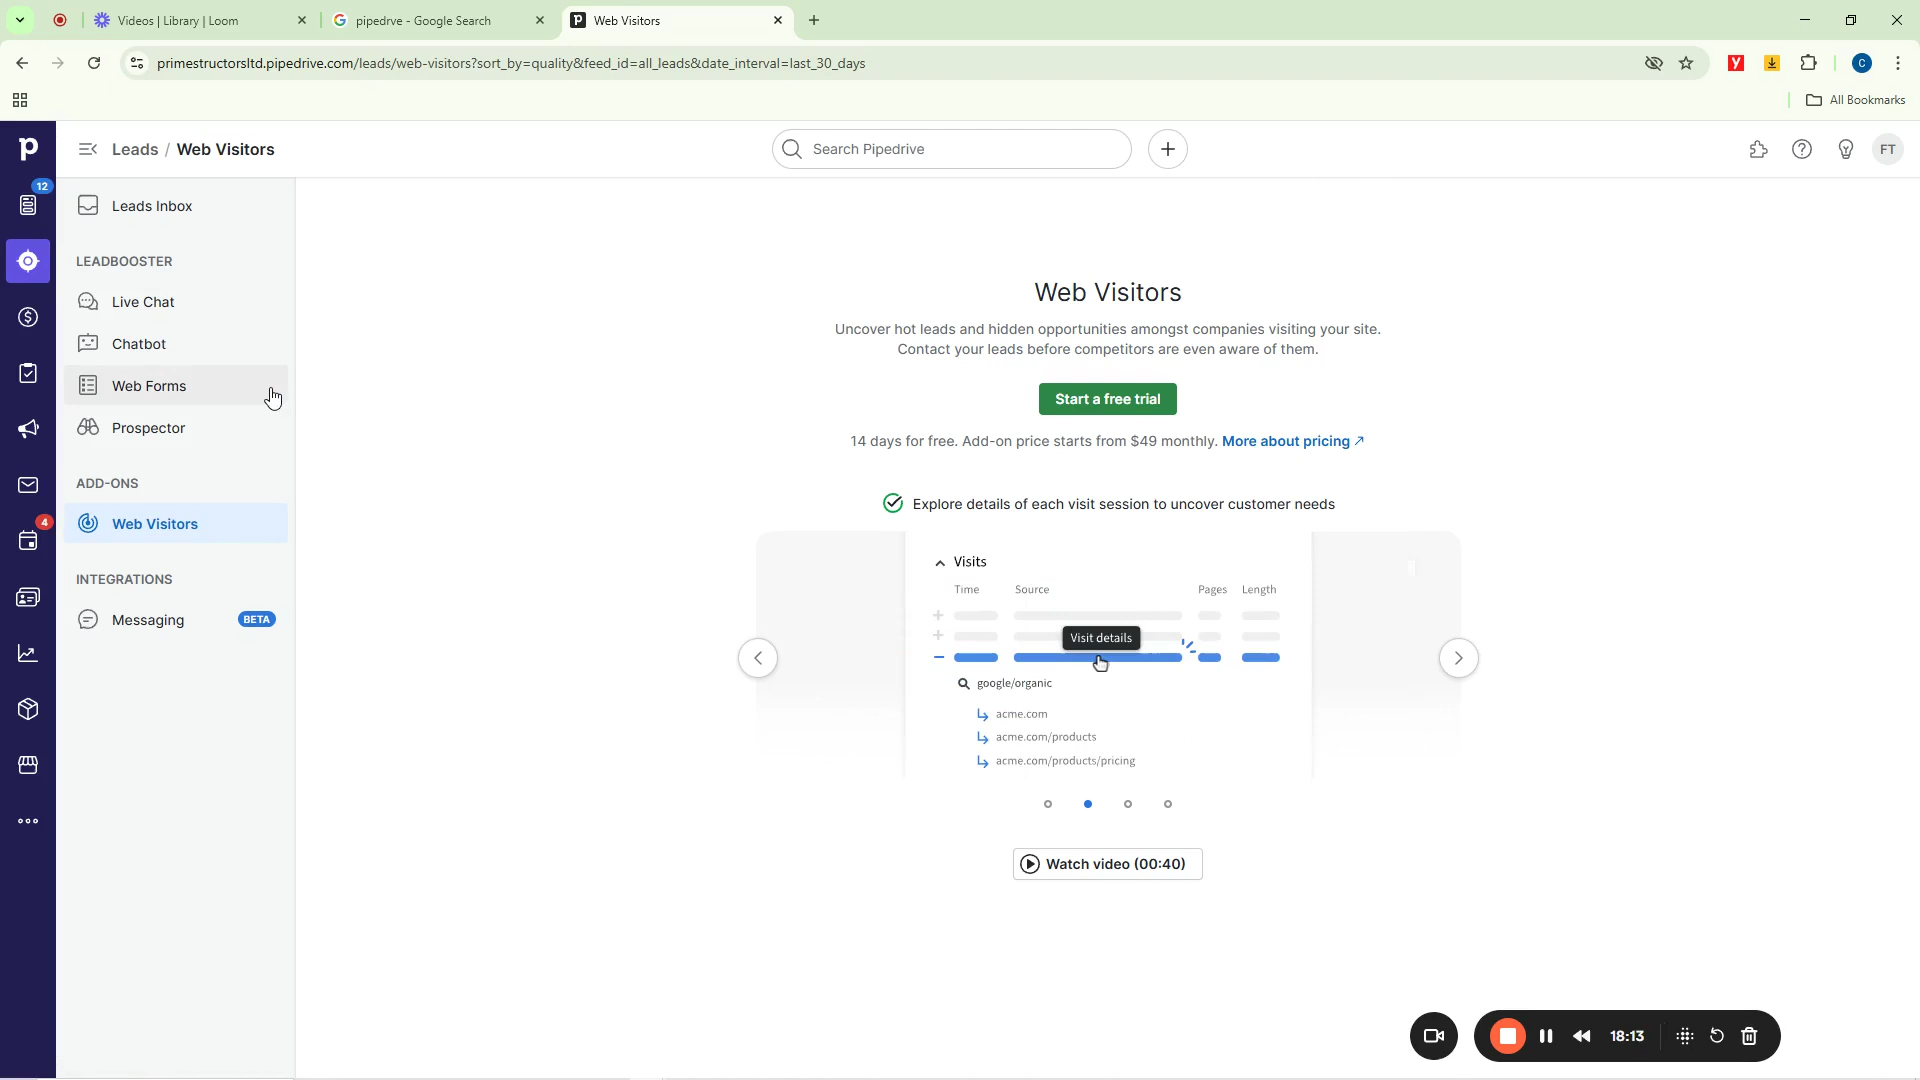 Videos | Library | Loom
pipedrve - Google Search
Web Visitors
primestructorsltd.pipedrive.com/leads/web-visitors?sort_by=quality&feed_id=all_leads&date_interval=last_30_days
C
All Bookmarks
Leads / Web Visitors
Search Pipedrive
FT
12
4
Leads Inbox
LEADBOOSTER
Live Chat
Chatbot
Web Forms
Prospector
ADD-ONS
Web Visitors
INTEGRATIONS
Messaging BETA
Web Visitors
Uncover hot leads and hidden opportunities amongst companies visiting your site.
Contact your leads before competitors are even aware of them.
Start a free trial
14 days for free. Add-on price starts from $49 monthly. More about pricing ↗
Explore details of each visit session to uncover customer needs
Visits
Time Source Pages Length
Visit details
google/organic
acme.com
acme.com/products
acme.com/products/pricing
Watch video (00:40)
18:13